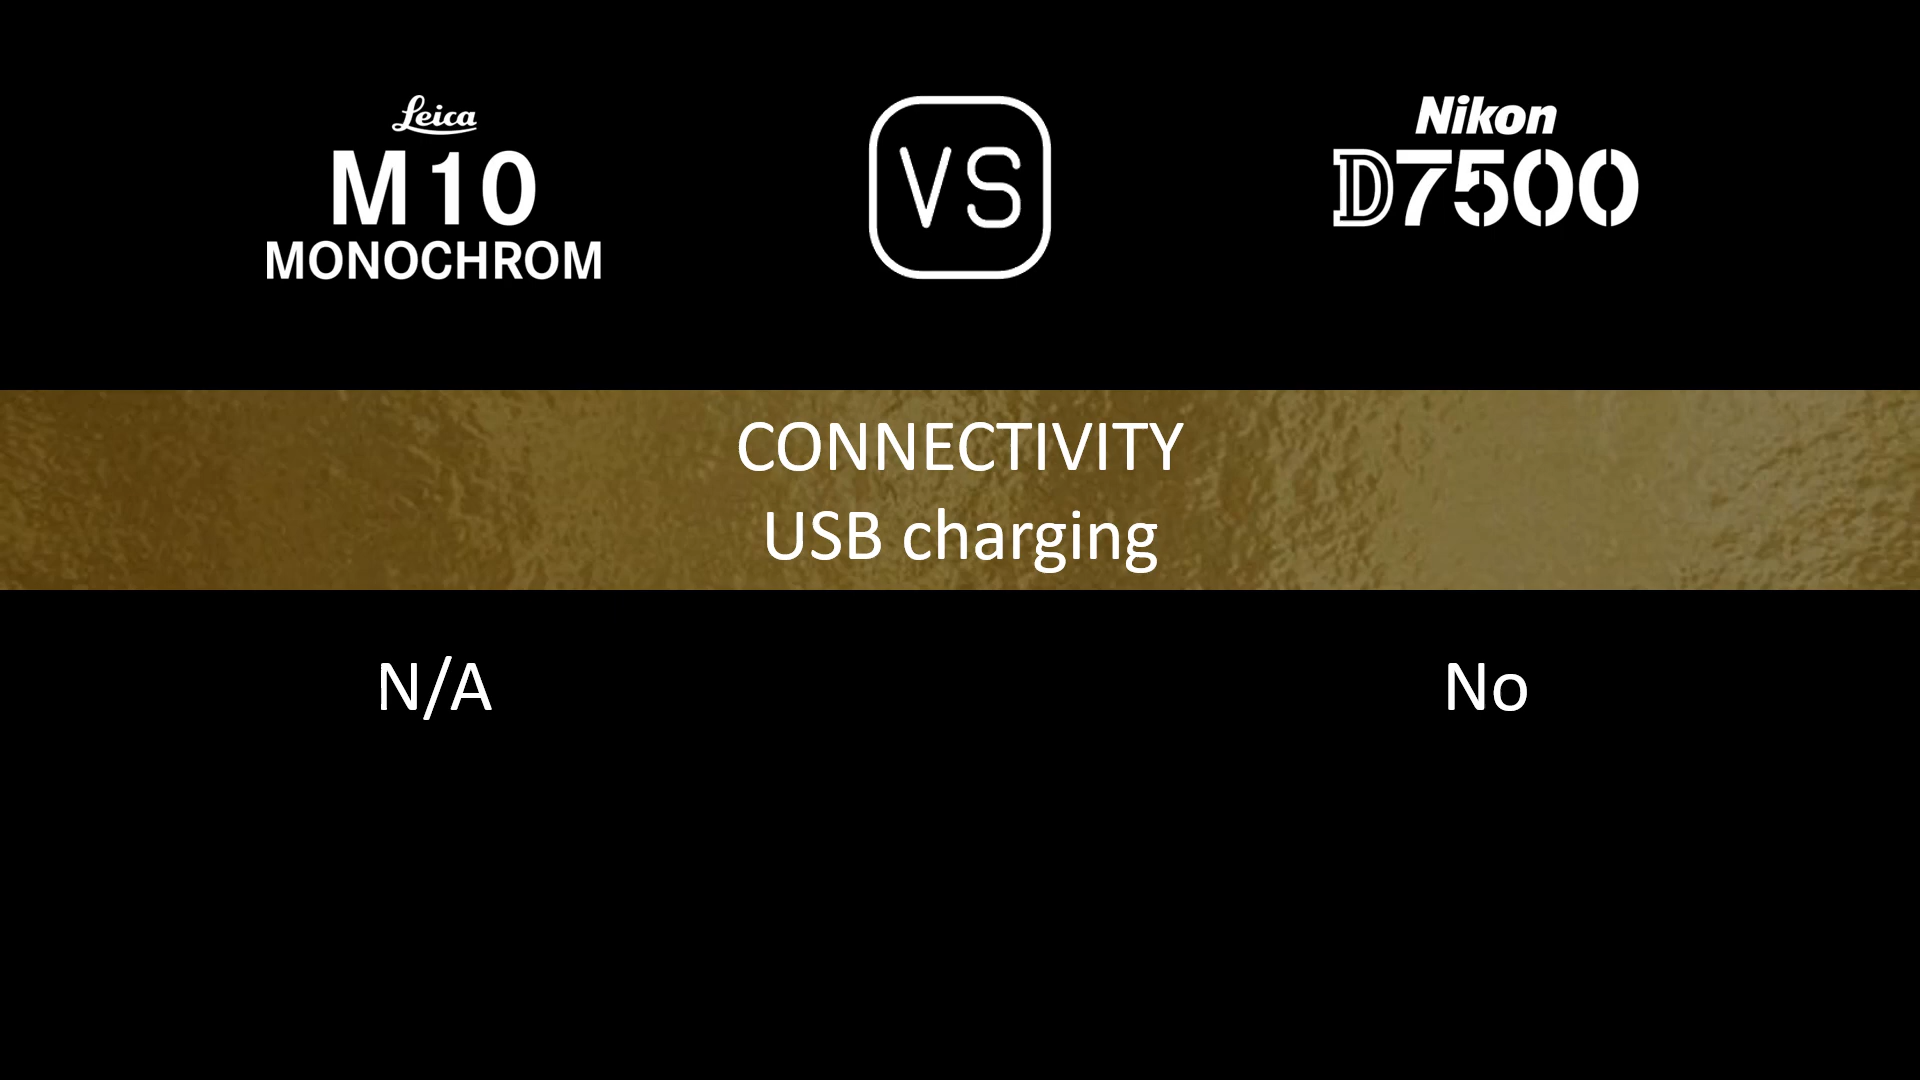 Leica
M10
MONOCHROM
VS
Nikon
D7500
CONNECTIVITY
USB charging
N/A
No